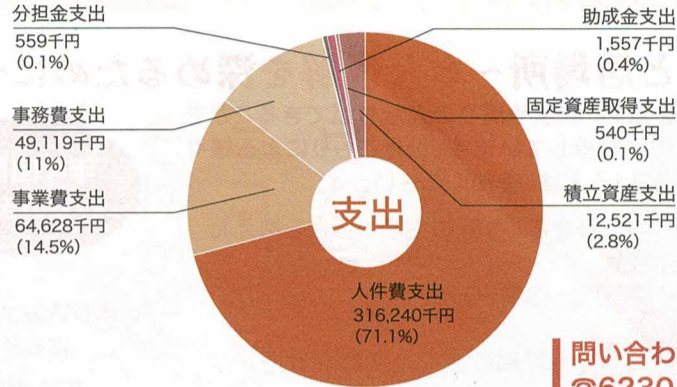 分担金支出
559千円
(0.1%)
事務費支出
49,119千円
(11%)
事業費支出
64,628千円
(14.5%)
助成金支出
1,557千円
(0.4%)
固定資産取得支出
540千円
(0.1%)
積立資産支出
12,521千円
(2.8%)
支出
人件費支出
316,240千円
(71.1%)
問い合わ